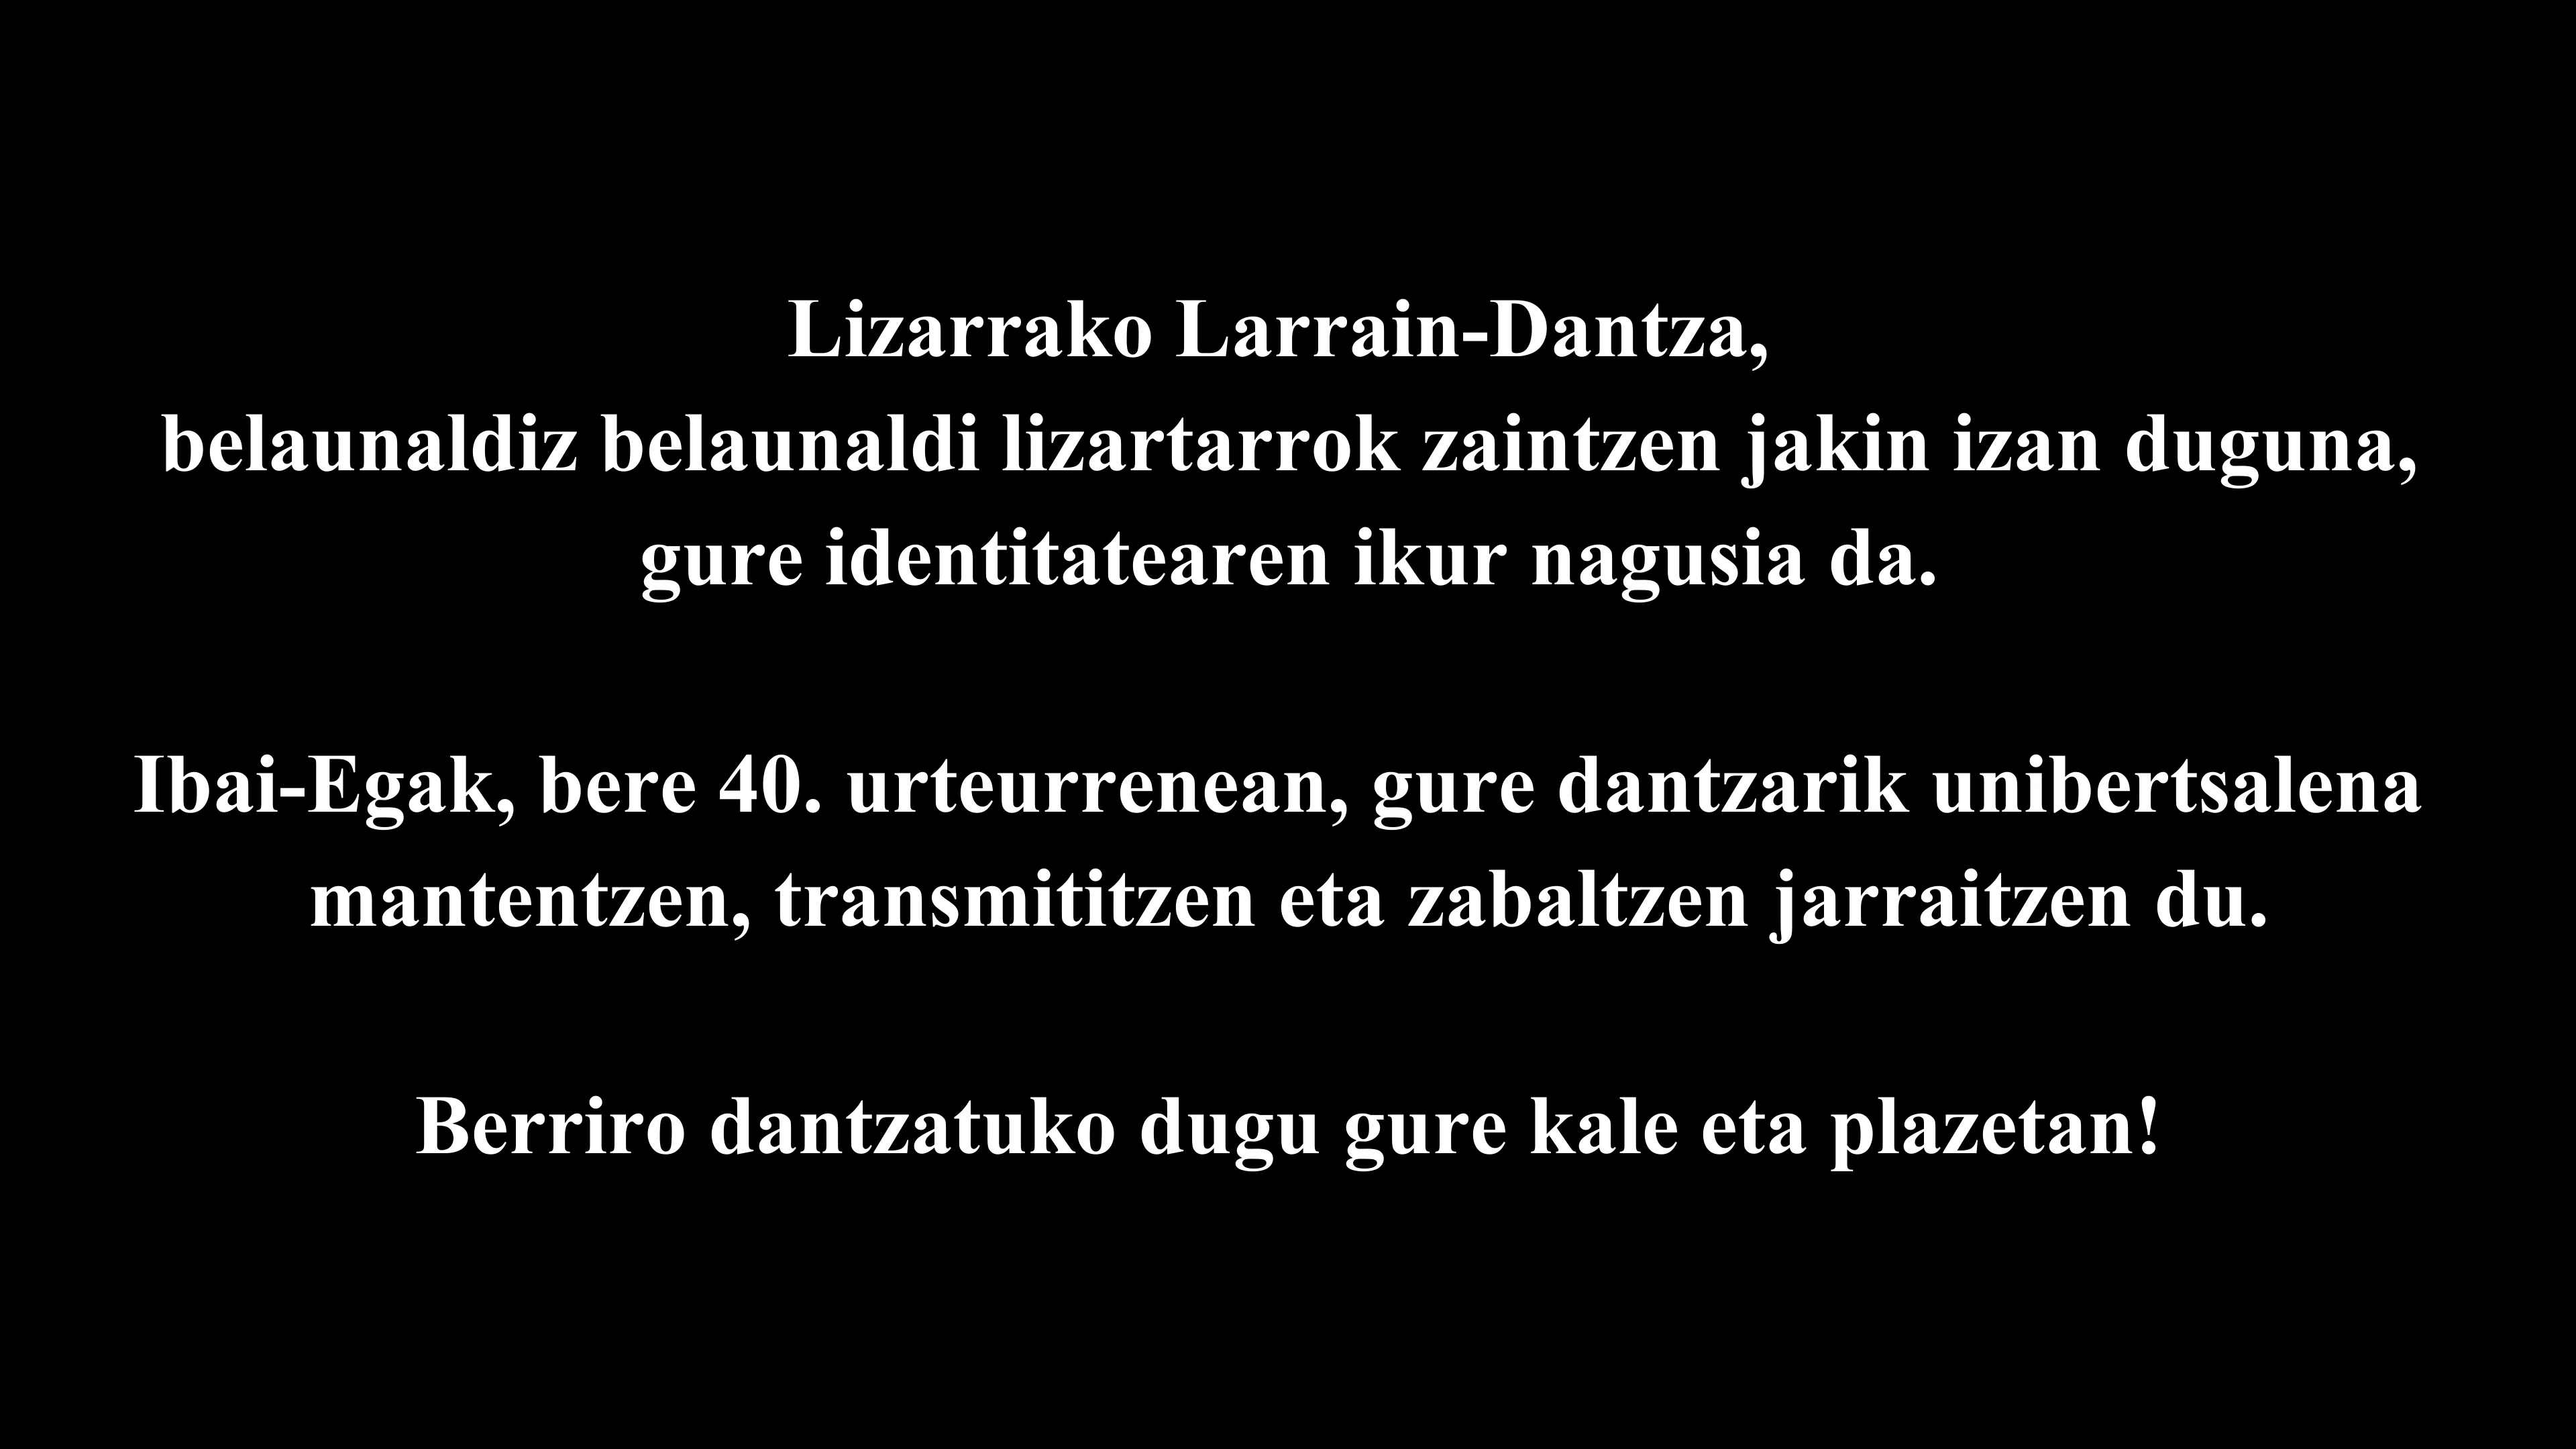 Lizarrako Larrain-Dantza,
belaunaldiz belaunaldi lizartarrok zaintzen jakin izan duguna,
gure identitatearen ikur nagusia da.
Ibai-Egak, bere 40. urteurrenean, gure dantzarik unibertsalena
mantentzen, transmititzen eta zabaltzen jarraitzen du.
Berriro dantzatuko dugu gure kale eta plazetan!